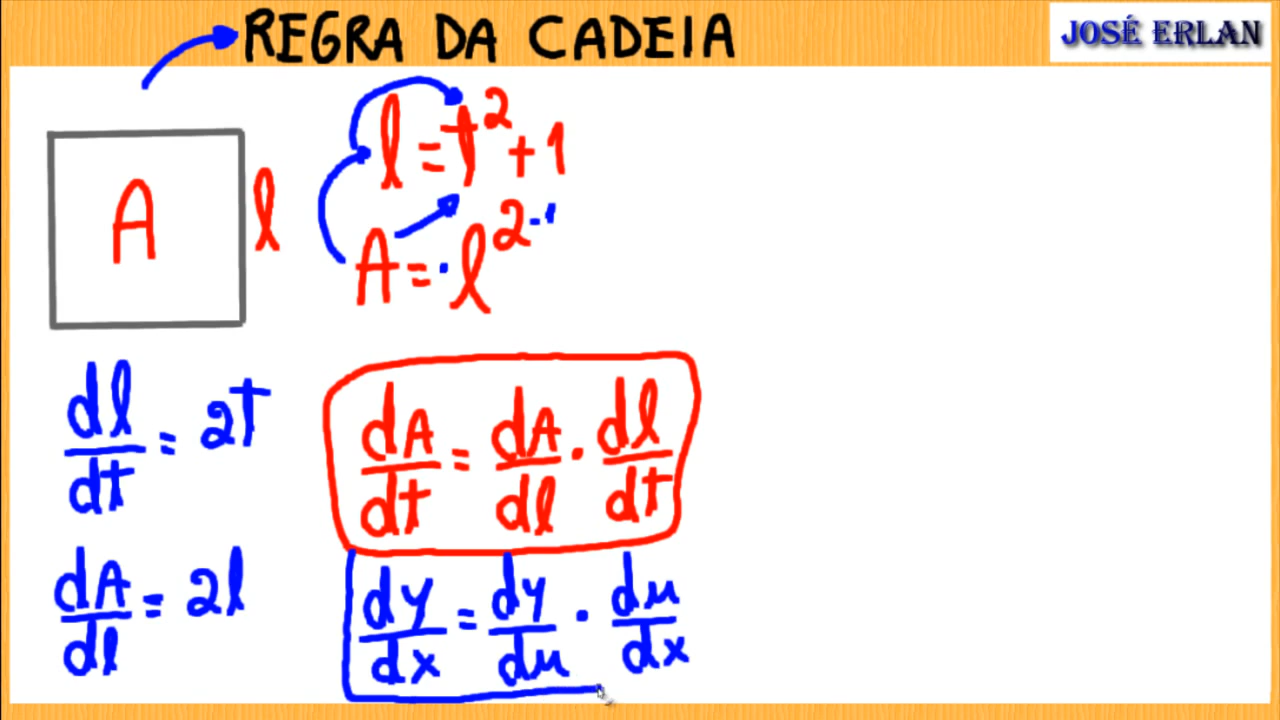 REGRA DA CADEIA
JOSÉ ERLAN
A
l
l = t² + 1
A = l²⁻¹
dl/dt = 2t
dA/dt = dA/dl · dl/dt
dA/dl = 2l
dy/dx = dy/du · du/dx